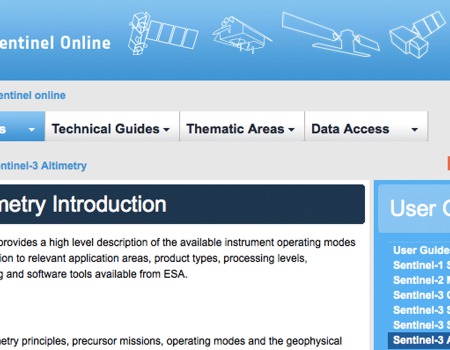 entinel Online
entinel online
s
Technical Guides
Thematic Areas
Data Access
ntinel-3 Altimetry
metry Introduction
User G
provides a high level description of the available instrument operating modes
ion to relevant application areas, product types, processing levels,
g and software tools available from ESA.
User Guide
Sentinel-1 S
Sentinel-2 M
Sentinel-3 O
Sentinel-3 S
Sentinel-3 S
Sentinel-3 A
metry principles, precursor missions, operating modes and the geophysical